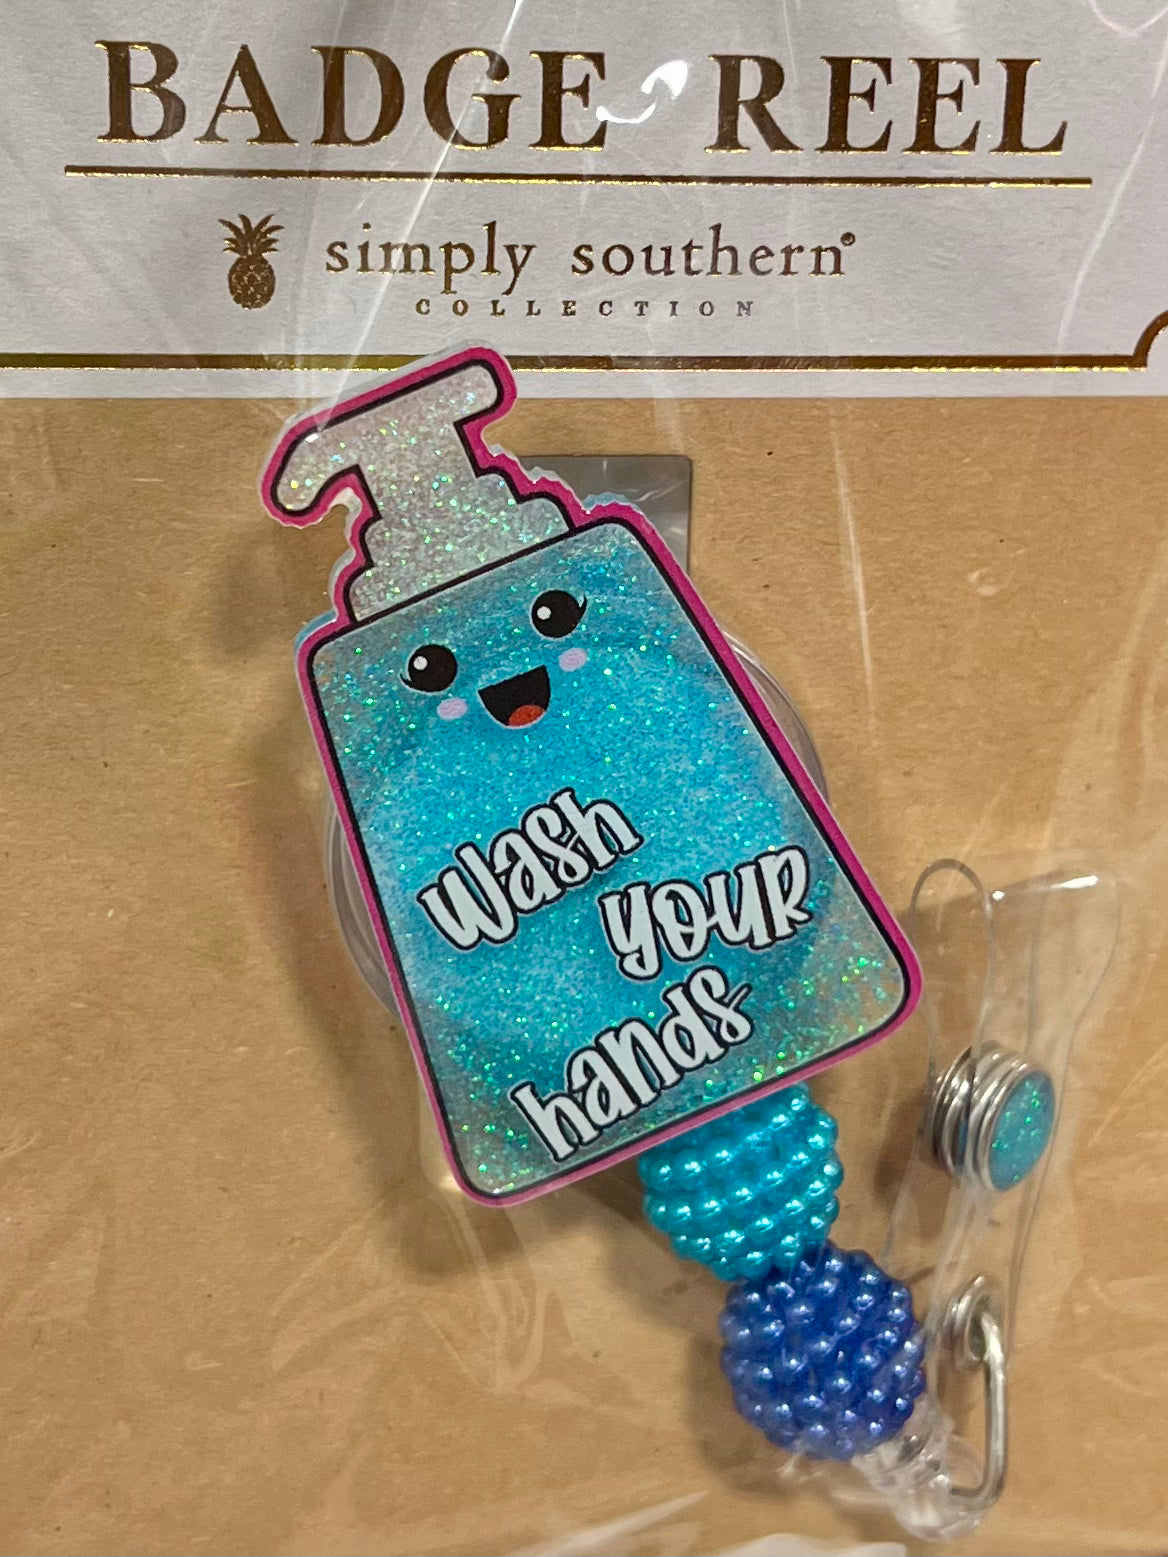 BADGE REEL
simply southern®
COLLECTION
Wash
your
hands